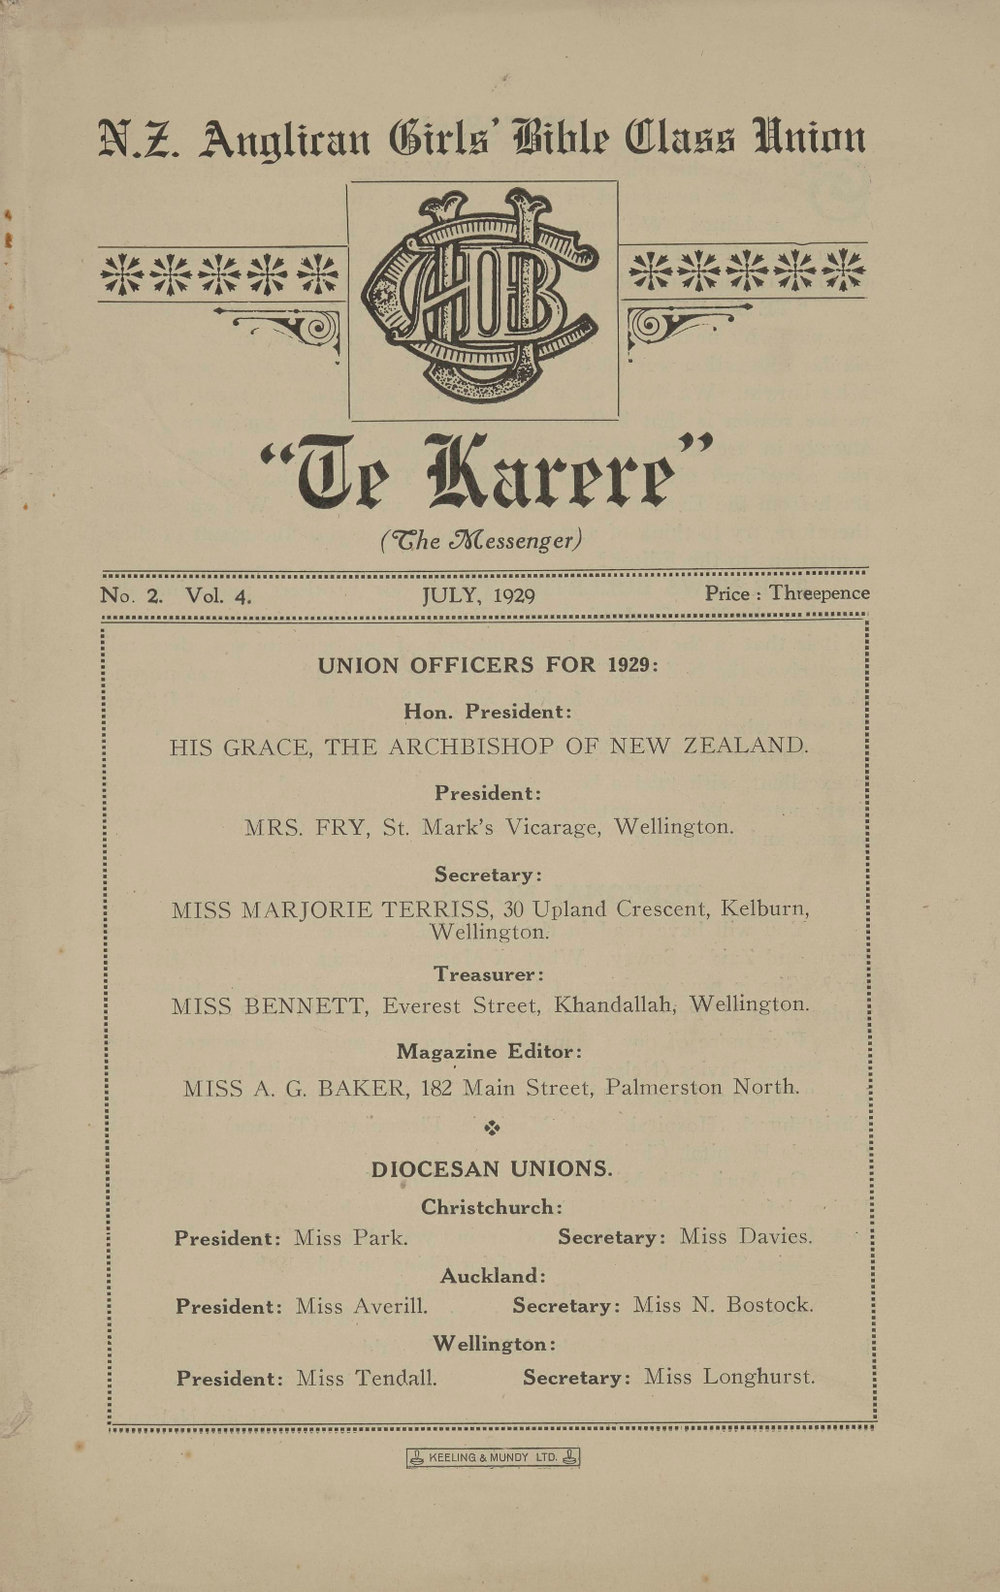 N.Z. Anglican Girls' Bible Class Union
"Te Karere"
(The Messenger)
No. 2. Vol. 4. JULY, 1929 Price : Threepence
UNION OFFICERS FOR 1929:
Hon. President:
HIS GRACE, THE ARCHBISHOP OF NEW ZEALAND.
President:
MRS. FRY, St. Mark's Vicarage, Wellington.
Secretary:
MISS MARJORIE TERRISS, 30 Upland Crescent, Kelburn,
Wellington.
Treasurer:
MISS BENNETT, Everest Street, Khandallah, Wellington.
Magazine Editor:
MISS A. G. BAKER, 182 Main Street, Palmerston North.
DIOCESAN UNIONS.
Christchurch:
President: Miss Park. Secretary: Miss Davies.
Auckland:
President: Miss Averill. Secretary: Miss N. Bostock.
Wellington:
President: Miss Tendall. Secretary: Miss Longhurst.
KEELING & MUNDY LTD.